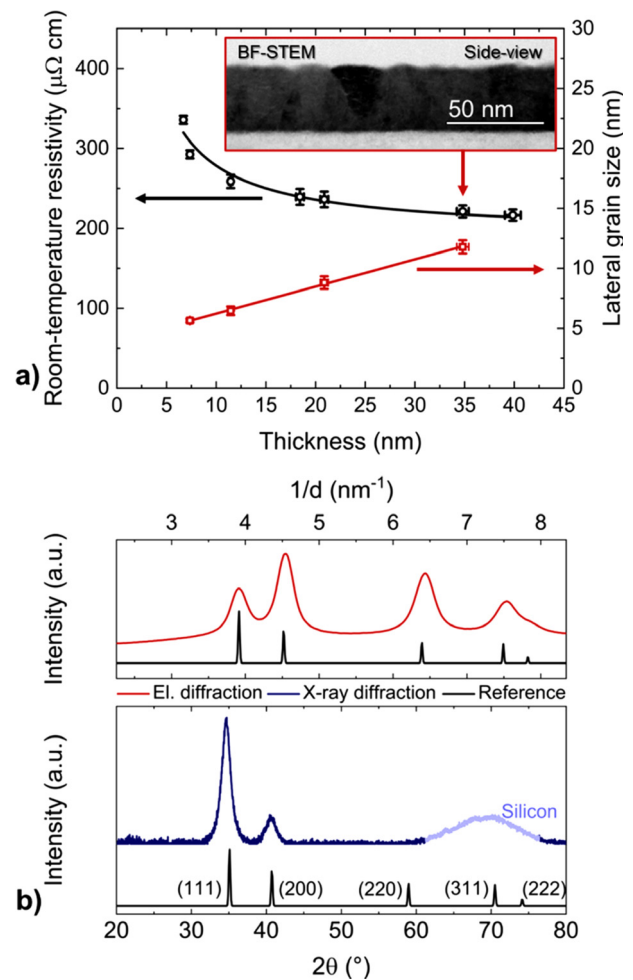 BF-STEM Side-view
50 nm
Room-temperature resistivity (µΩ cm)
400
300
200
100
0
30
25
20
15
10
5
0
Lateral grain size (nm)
0 5 10 15 20 25 30 35 40 45
a)
Thickness (nm)
1/d (nm⁻¹)
3 4 5 6 7 8
Intensity (a.u.)
El. diffraction X-ray diffraction Reference
Intensity (a.u.)
Silicon
(111) (200) (220) (311) (222)
b)
20 30 40 50 60 70 80
2θ (°)